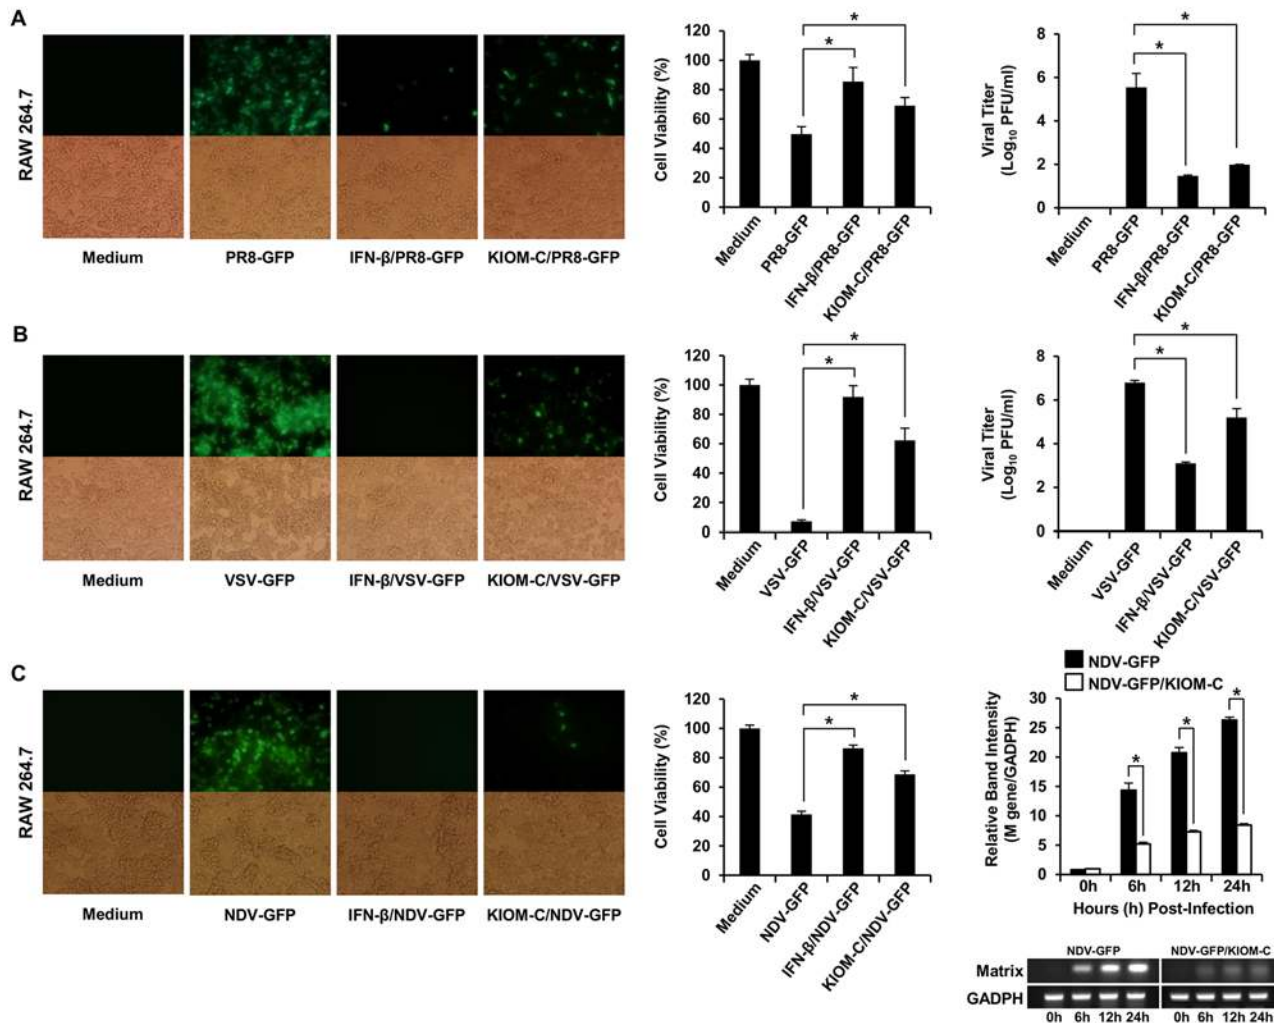 A
RAW 264.7
Medium
PR8-GFP
IFN-β/PR8-GFP
KIOM-C/PR8-GFP
Cell Viability (%)
120
100
80
60
40
20
0
*
*
Medium
PR8-GFP
IFN-β/PR8-GFP
KIOM-C/PR8-GFP
Viral Titer
(Log10 PFU/ml)
8
6
4
2
0
*
*
Medium
PR8-GFP
IFN-β/PR8-GFP
KIOM-C/PR8-GFP
B
RAW 264.7
Medium
VSV-GFP
IFN-β/VSV-GFP
KIOM-C/VSV-GFP
Cell Viability (%)
120
100
80
60
40
20
0
*
*
Medium
VSV-GFP
IFN-β/VSV-GFP
KIOM-C/VSV-GFP
Viral Titer
(Log10 PFU/ml)
8
6
4
2
0
*
*
Medium
VSV-GFP
IFN-β/VSV-GFP
KIOM-C/VSV-GFP
C
RAW 264.7
Medium
NDV-GFP
IFN-β/NDV-GFP
KIOM-C/NDV-GFP
Cell Viability (%)
120
100
80
60
40
20
0
*
*
Medium
NDV-GFP
IFN-β/NDV-GFP
KIOM-C/NDV-GFP
NDV-GFP
NDV-GFP/KIOM-C
Relative Band Intensity
(M gene/GADPH)
30
25
20
15
10
5
0
*
*
*
0h 6h 12h 24h
Hours (h) Post-Infection
NDV-GFP NDV-GFP/KIOM-C
Matrix
GADPH
0h 6h 12h 24h 0h 6h 12h 24h